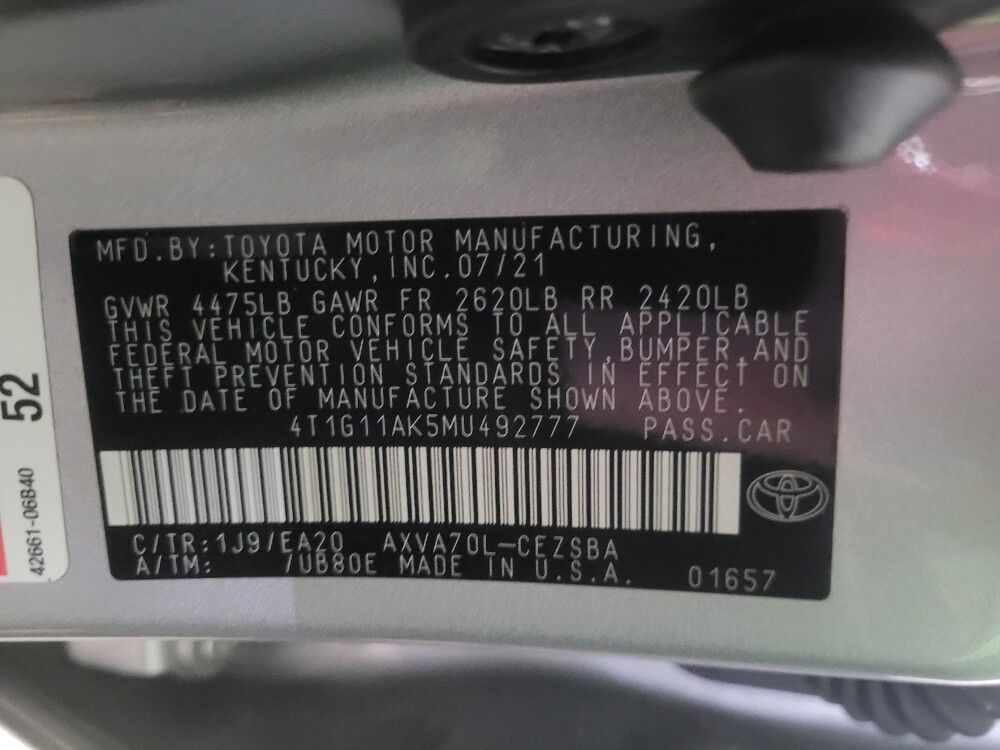 MFD.BY:TOYOTA MOTOR MANUFACTURING,
KENTUCKY,INC.07/21
GVWR 4475LB GAWR FR 2620LB RR 2420LB
THIS VEHICLE CONFORMS TO ALL APPLICABLE
FEDERAL MOTOR VEHICLE SAFETY,BUMPER,AND
THEFT PREVENTION STANDARDS IN EFFECT ON
THE DATE OF MANUFACTURE SHOWN ABOVE.
4T1G11AK5MU492777 PASS.CAR
C/TR:1J9/EA20 AXVA70L-CEZSBA
A/TM: /UB80E MADE IN U.S.A. 01657
52
42661-06B40